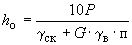 h₀ = 10P / (γск + G· γв · п)